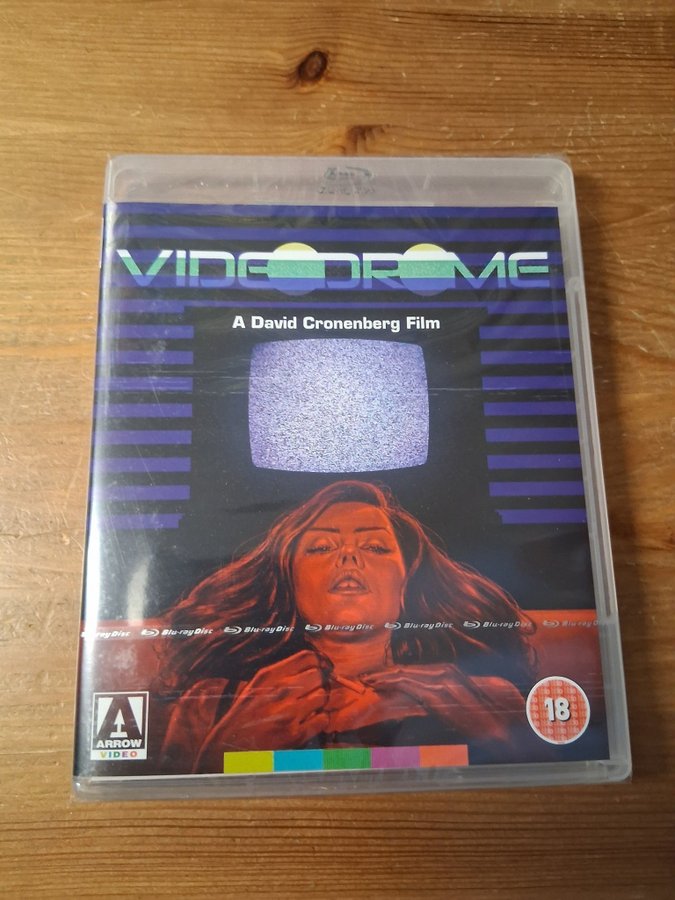 VIDEODROME
A David Cronenberg Film
Blu-ray Disc Blu-ray Disc Blu-ray Disc Blu-ray Disc Blu-ray Disc Blu-ray Disc
18
A
ARROW
VIDEO